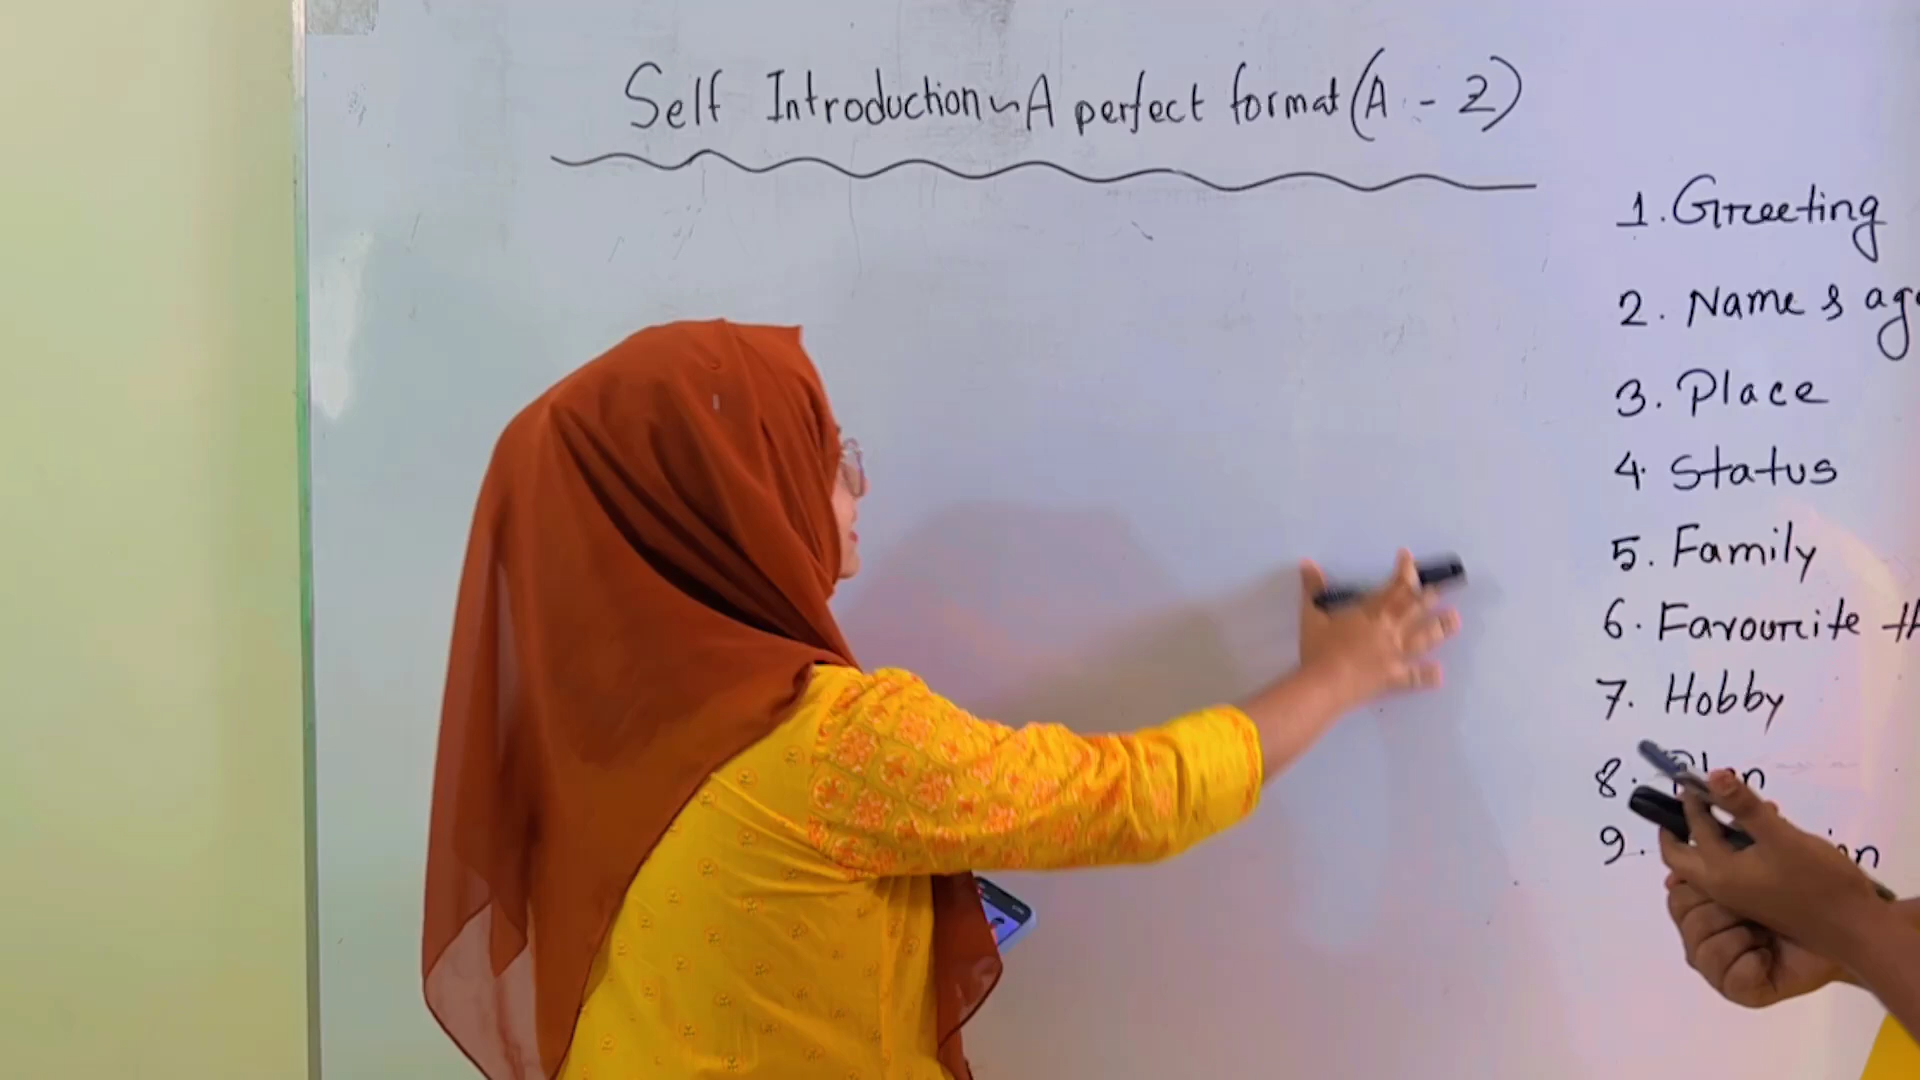 Self Introduction ~ A perfect format (A - Z)
1. Greeting
2. Name & ag
3. Place
4. Status
5. Family
6. Favourite th
7. Hobby
8.
9.